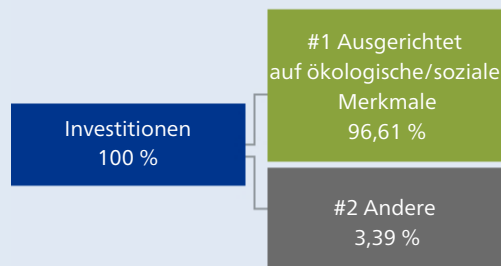 Investitionen
100 %
#1 Ausgerichtet
auf ökologische/soziale
Merkmale
96,61 %
#2 Andere
3,39 %